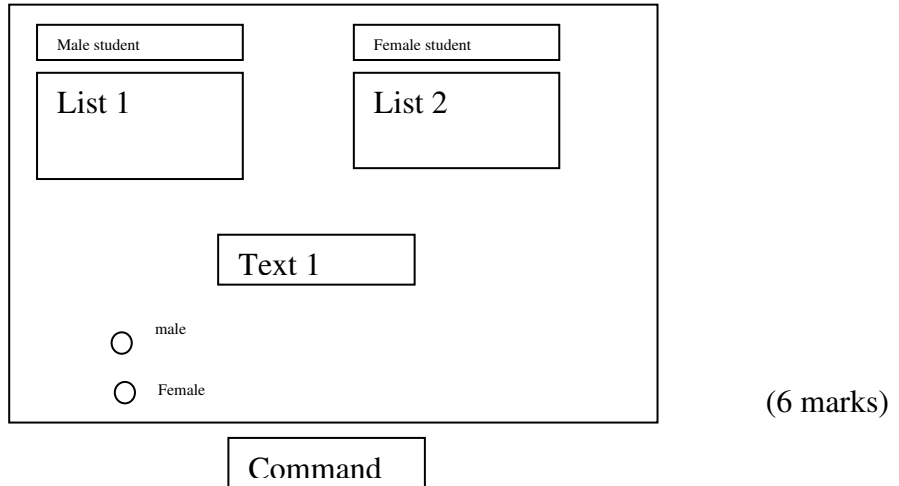 Male student Female student
List 1 List 2
Text 1
male
Female
(6 marks)
Command